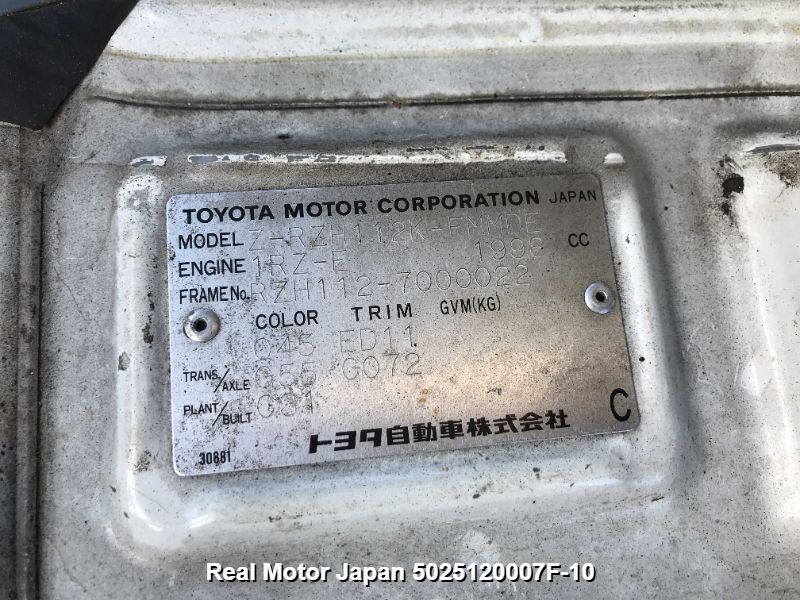 TOYOTA MOTOR CORPORATION JAPAN
MODEL Z-RZH112K-FNMDE
ENGINE 1RZ-E 1998 CC
FRAME No. RZH112-7000022
COLOR TRIM GVM(KG)
045 ED11
TRANS./AXLE G55 G072
PLANT/BUILT C31
トヨタ自動車株式会社 C
30881
Real Motor Japan 5025120007F-10